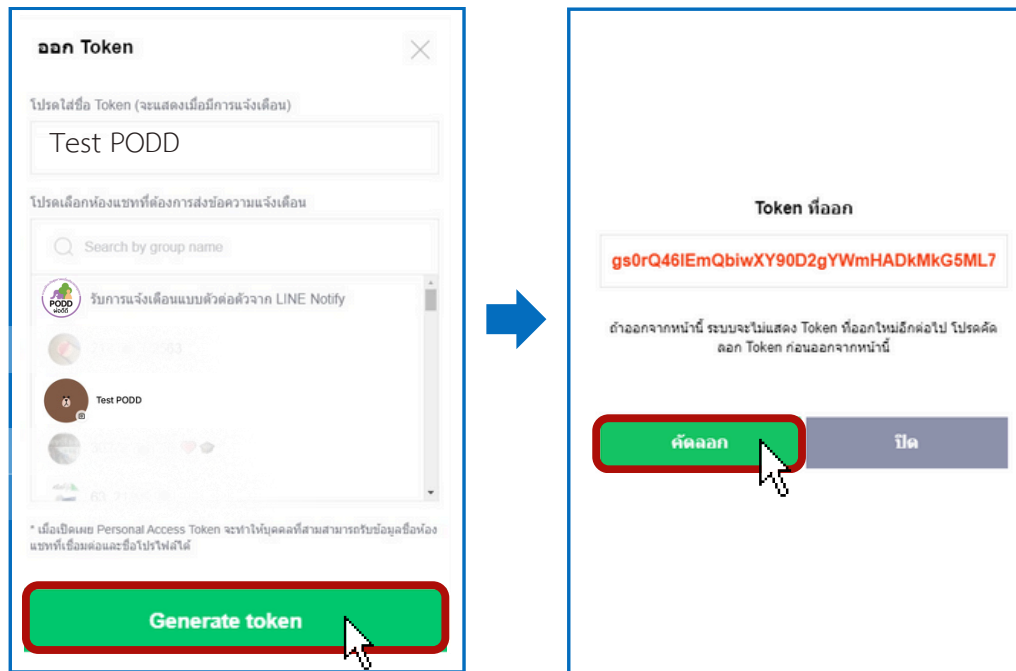 ออก Token
โปรดใส่ชื่อ Token (จะแสดงเมื่อมีการแจ้งเตือน)
Test PODD
โปรดเลือกห้องแชทที่ต้องการส่งข้อความแจ้งเตือน
Search by group name
PODD
ผ่อดีดี
รับการแจ้งเตือนแบบตัวต่อตัวจาก LINE Notify
Test PODD
* เมื่อเปิดเผย Personal Access Token จะทำให้บุคคลที่สามสามารถรับข้อมูลชื่อห้อง
แชทที่เชื่อมต่อและชื่อโปรไฟล์ได้
Generate token
Token ที่ออก
gs0rQ46IEmQbiwXY90D2gYWmHADkMkG5ML7
ถ้าออกจากหน้านี้ ระบบจะไม่แสดง Token ที่ออกใหม่อีกต่อไป โปรดคัด
ลอก Token ก่อนออกจากหน้านี้
คัดลอก
ปิด